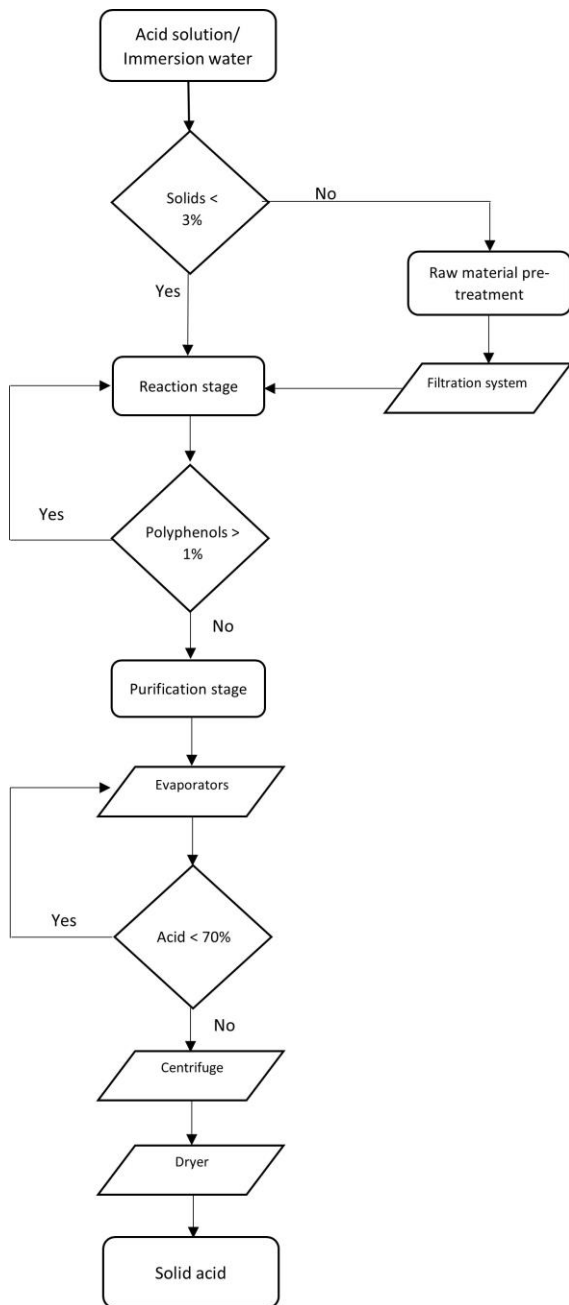 Acid solution/
Immersion water
Solids <
3%
No
Yes
Raw material pre-
treatment
Reaction stage
Filtration system
Yes
Polyphenols >
1%
No
Purification stage
Evaporators
Yes
Acid < 70%
No
Centrifuge
Dryer
Solid acid